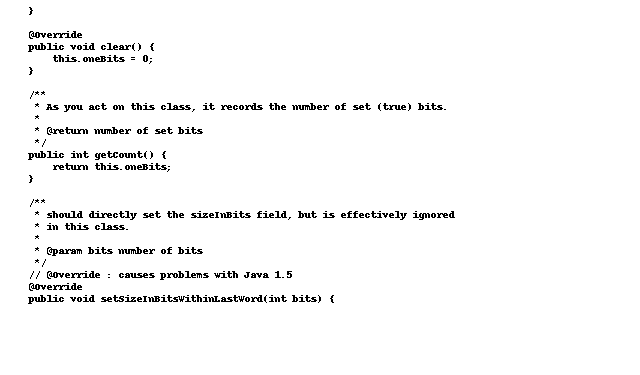 }

@Override
public void clear() {
    this.oneBits = 0;
}

/**
 * As you act on this class, it records the number of set (true) bits.
 *
 * @return number of set bits
 */
public int getCount() {
    return this.oneBits;
}

/**
 * should directly set the sizeInBits field, but is effectively ignored
 * in this class.
 *
 * @param bits number of bits
 */
// @Override : causes problems with Java 1.5
@Override
public void setSizeInBitsWithinLastWord(int bits) {